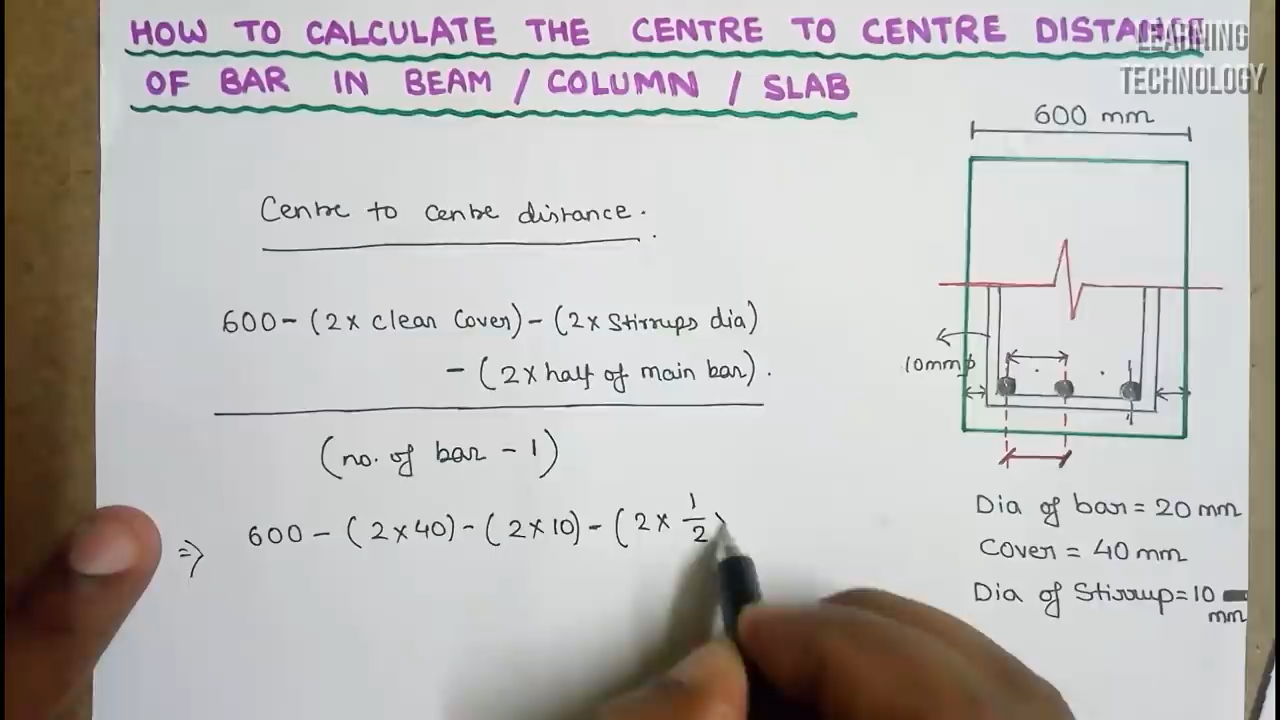 HOW TO CALCULATE THE CENTRE TO CENTRE DISTANCE
OF BAR IN BEAM / COLUMN / SLAB
LEARNING
TECHNOLOGY
600 mm
Centre to centre distance.
600 - (2 x clear Cover) - (2 x Stirrups dia)
- (2 x half of main bar).
(no. of bar - 1)
⇒ 600 - (2 x 40) - (2 x 10) - (2 x 1/2)
10mmϕ
Dia of bar = 20 mm
Cover = 40 mm
Dia of Stirrup = 10
mm